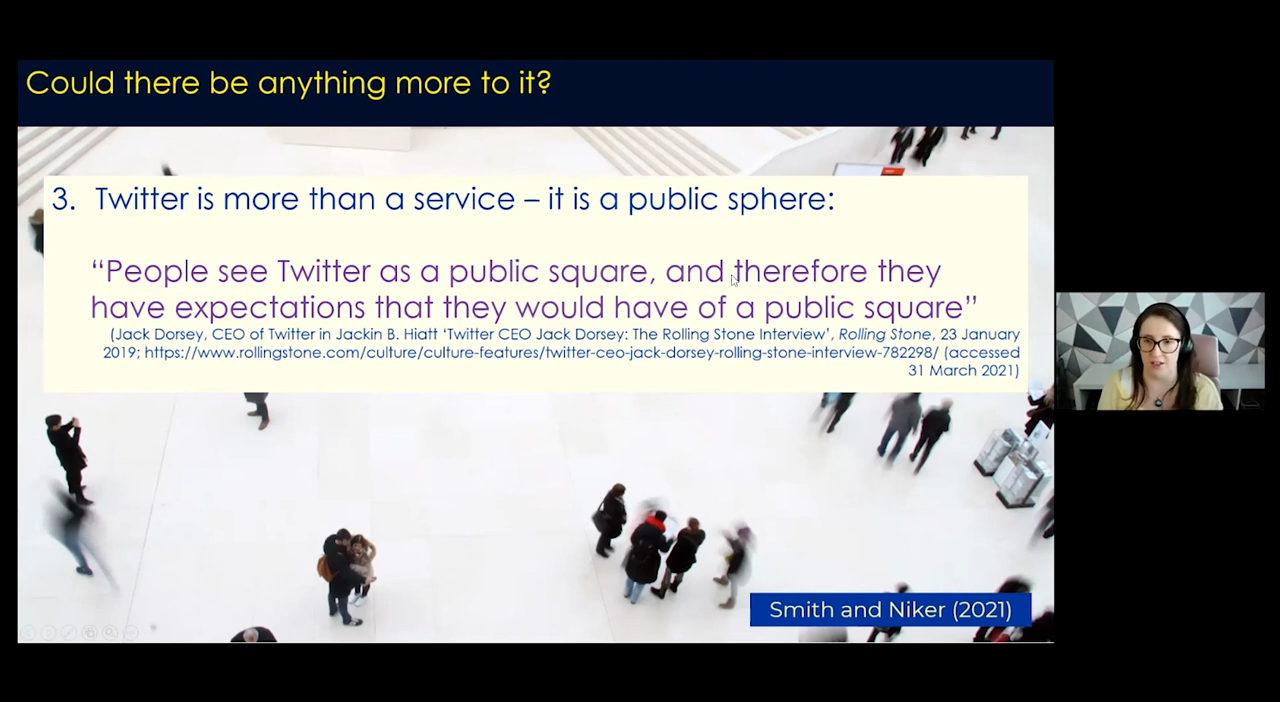 Could there be anything more to it?
3. Twitter is more than a service – it is a public sphere:
“People see Twitter as a public square, and therefore they
have expectations that they would have of a public square”
(Jack Dorsey, CEO of Twitter in Jackin B. Hiatt ‘Twitter CEO Jack Dorsey: The Rolling Stone Interview’, Rolling Stone, 23 January
2019; https://www.rollingstone.com/culture/culture-features/twitter-ceo-jack-dorsey-rolling-stone-interview-782298/ (accessed
31 March 2021)
Smith and Niker (2021)